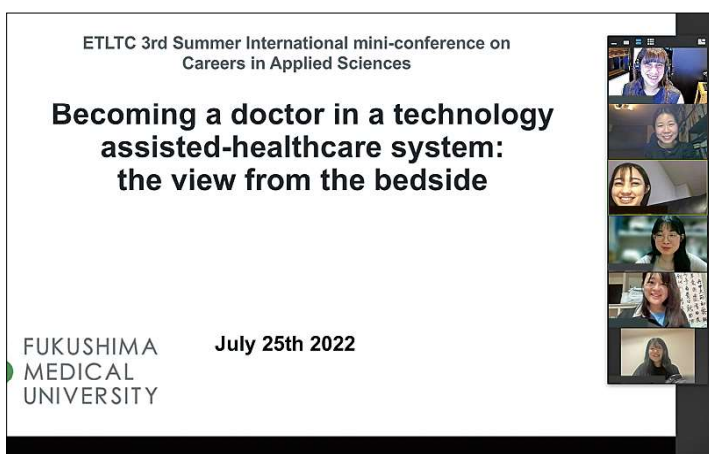 ETLTC 3rd Summer International mini-conference on
Careers in Applied Sciences
Becoming a doctor in a technology
assisted-healthcare system:
the view from the bedside
July 25th 2022
FUKUSHIMA
MEDICAL
UNIVERSITY